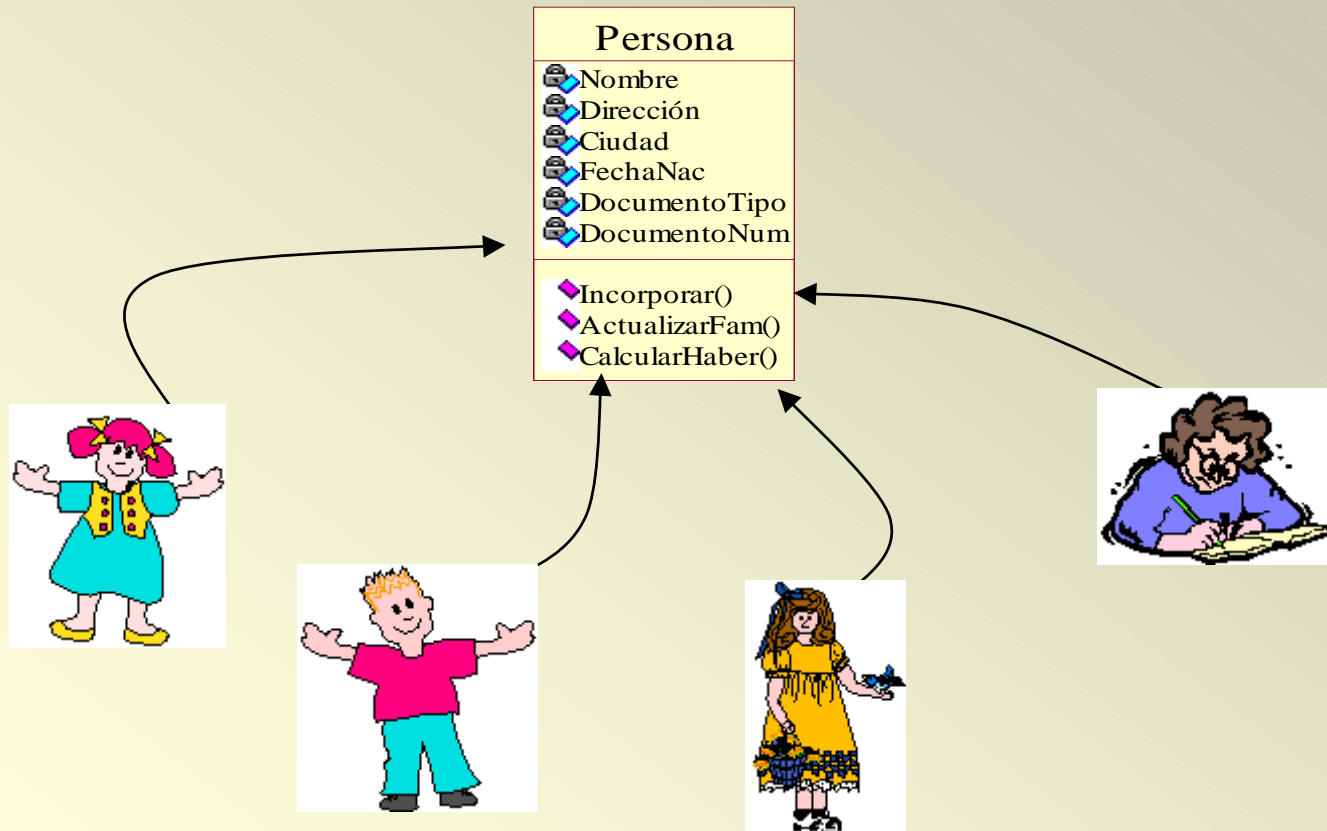 Persona
Nombre
Dirección
Ciudad
FechaNac
DocumentoTipo
DocumentoNum
Incorporar()
ActualizarFam()
CalcularHaber()